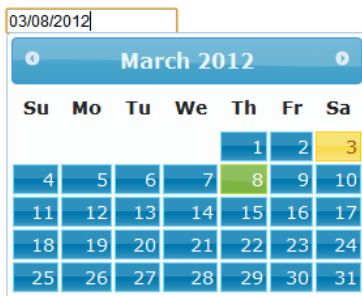 03/08/2012
March 2012
Su Mo Tu We Th Fr Sa
1 2 3
4 5 6 7 8 9 10
11 12 13 14 15 16 17
18 19 20 21 22 23 24
25 26 27 28 29 30 31